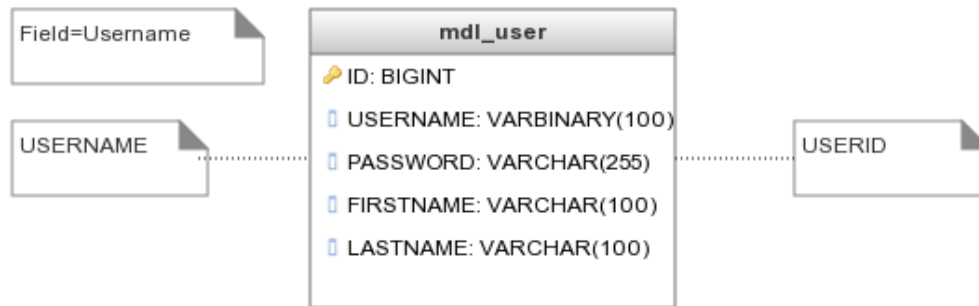 Field=Username
mdl_user
ID: BIGINT
USERNAME: VARBINARY(100)
PASSWORD: VARCHAR(255)
FIRSTNAME: VARCHAR(100)
LASTNAME: VARCHAR(100)
USERNAME
USERID